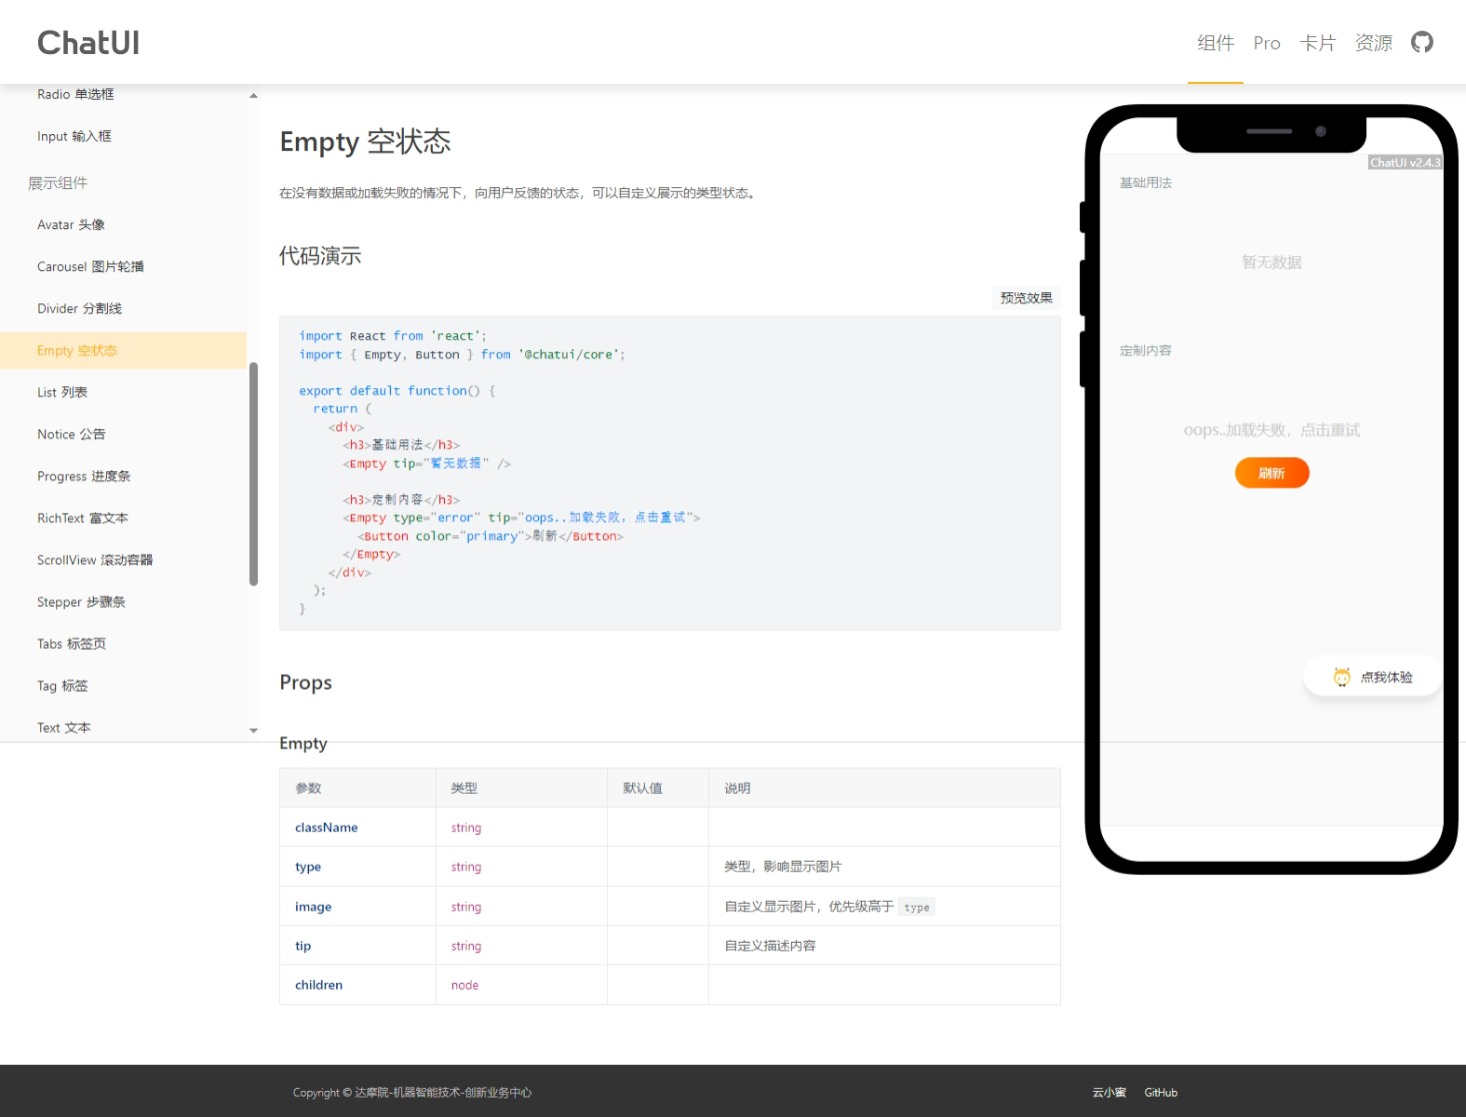 ChatUI
组件 Pro 卡片 资源
Radio 单选框
Input 输入框
展示组件
Avatar 头像
Carousel 图片轮播
Divider 分割线
Empty 空状态
List 列表
Notice 公告
Progress 进度条
RichText 富文本
ScrollView 滚动容器
Stepper 步骤条
Tabs 标签页
Tag 标签
Text 文本
Empty 空状态
在没有数据或加载失败的情况下，向用户反馈的状态，可以自定义展示的类型状态。
代码演示
预览效果
import React from 'react';
import { Empty, Button } from '@chatui/core';
export default function() {
return (
<div>
<h3>基础用法</h3>
<Empty tip="暂无数据" />
<h3>定制内容</h3>
<Empty type="error" tip="oops..加载失败，点击重试">
<Button color="primary">刷新</Button>
</Empty>
</div>
);
}
Props
Empty
参数 类型 默认值 说明
className string
type string 类型，影响显示图片
image string 自定义显示图片，优先级高于 type
tip string 自定义描述内容
children node
ChatUI v2.4.3
基础用法
暂无数据
定制内容
oops..加载失败，点击重试
刷新
点我体验
Copyright © 达摩院-机器智能技术-创新业务中心
云小蜜 GitHub